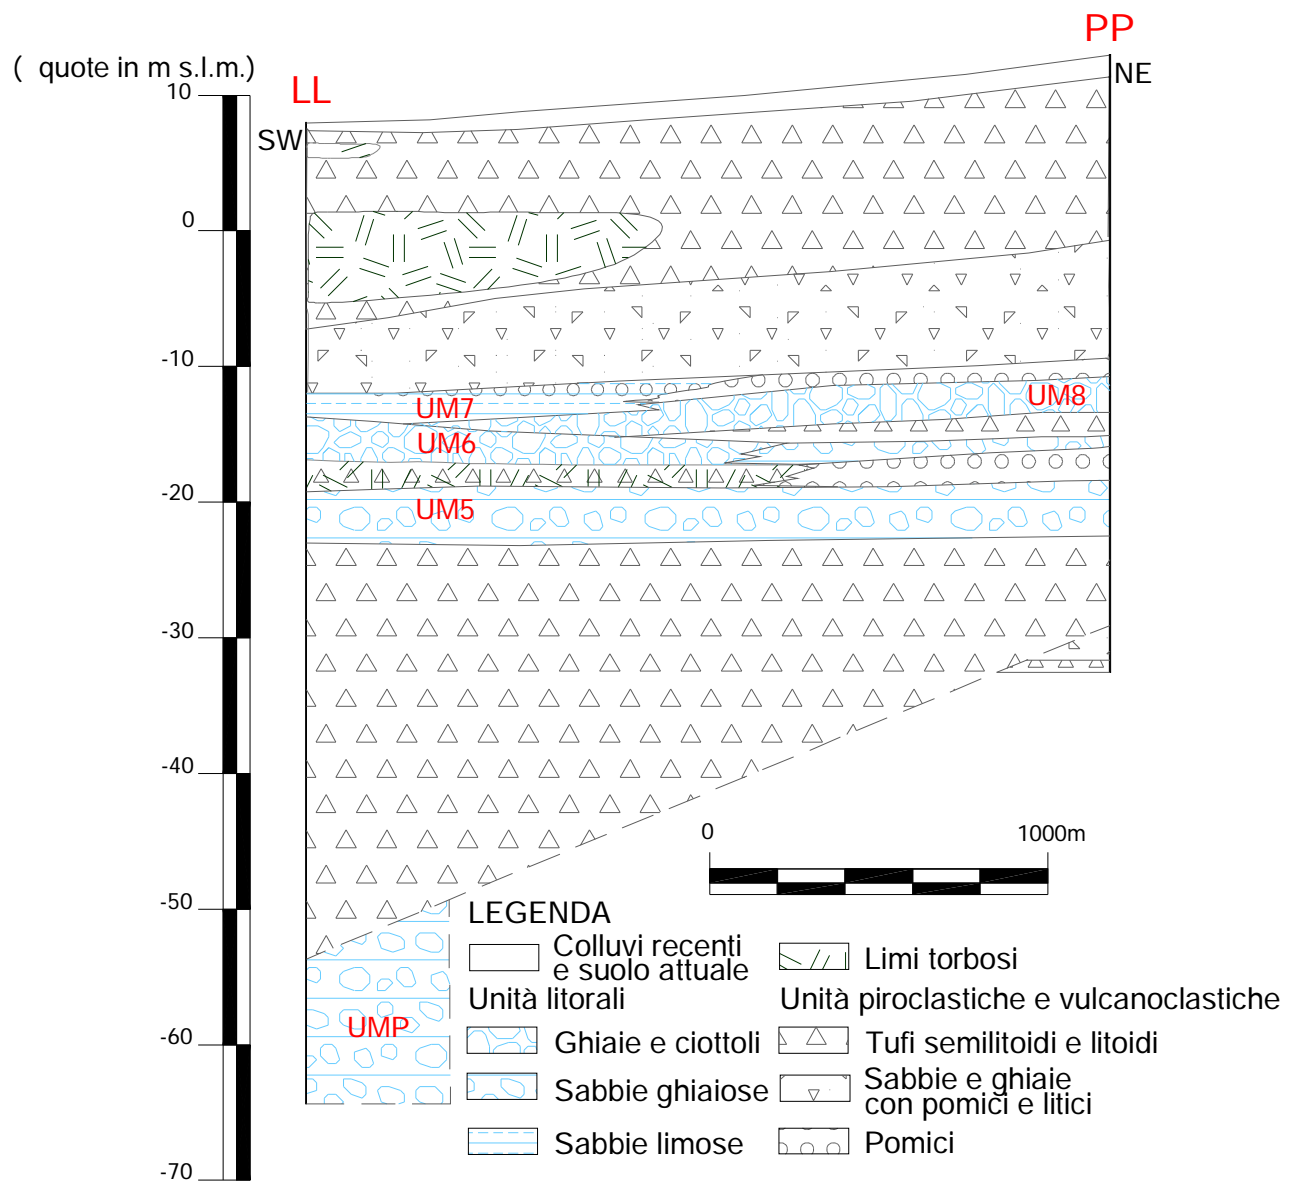 PP
( quote in m s.l.m.)
NE
10
LL
SW
0
-10
UM7
UM8
UM6
-20
UM5
-30
-40
0
1000m
-50
LEGENDA
Colluvi recenti
e suolo attuale
Limi torbosi
Unità litorali
Unità piroclastiche e vulcanoclastiche
UMP
-60
Ghiaie e ciottoli
Tufi semilitoidi e litoidi
Sabbie ghiaiose
Sabbie e ghiaie
con pomici e litici
Sabbie limose
Pomici
-70